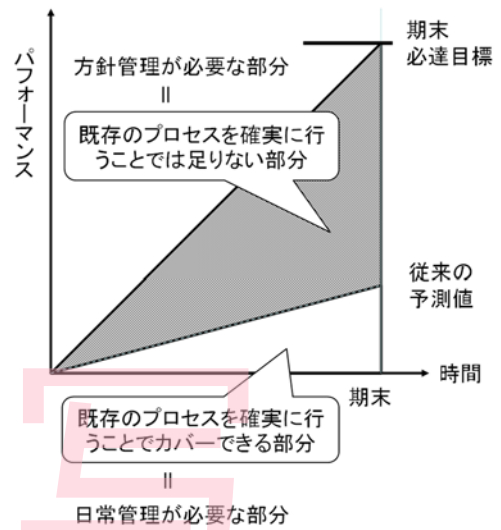 パフォーマンス
期末
必達目標
方針管理が必要な部分
=
既存のプロセスを確実に行
うことでは足りない部分
従来の
予測値
時間
期末
既存のプロセスを確実に行
うことでカバーできる部分
=
日常管理が必要な部分